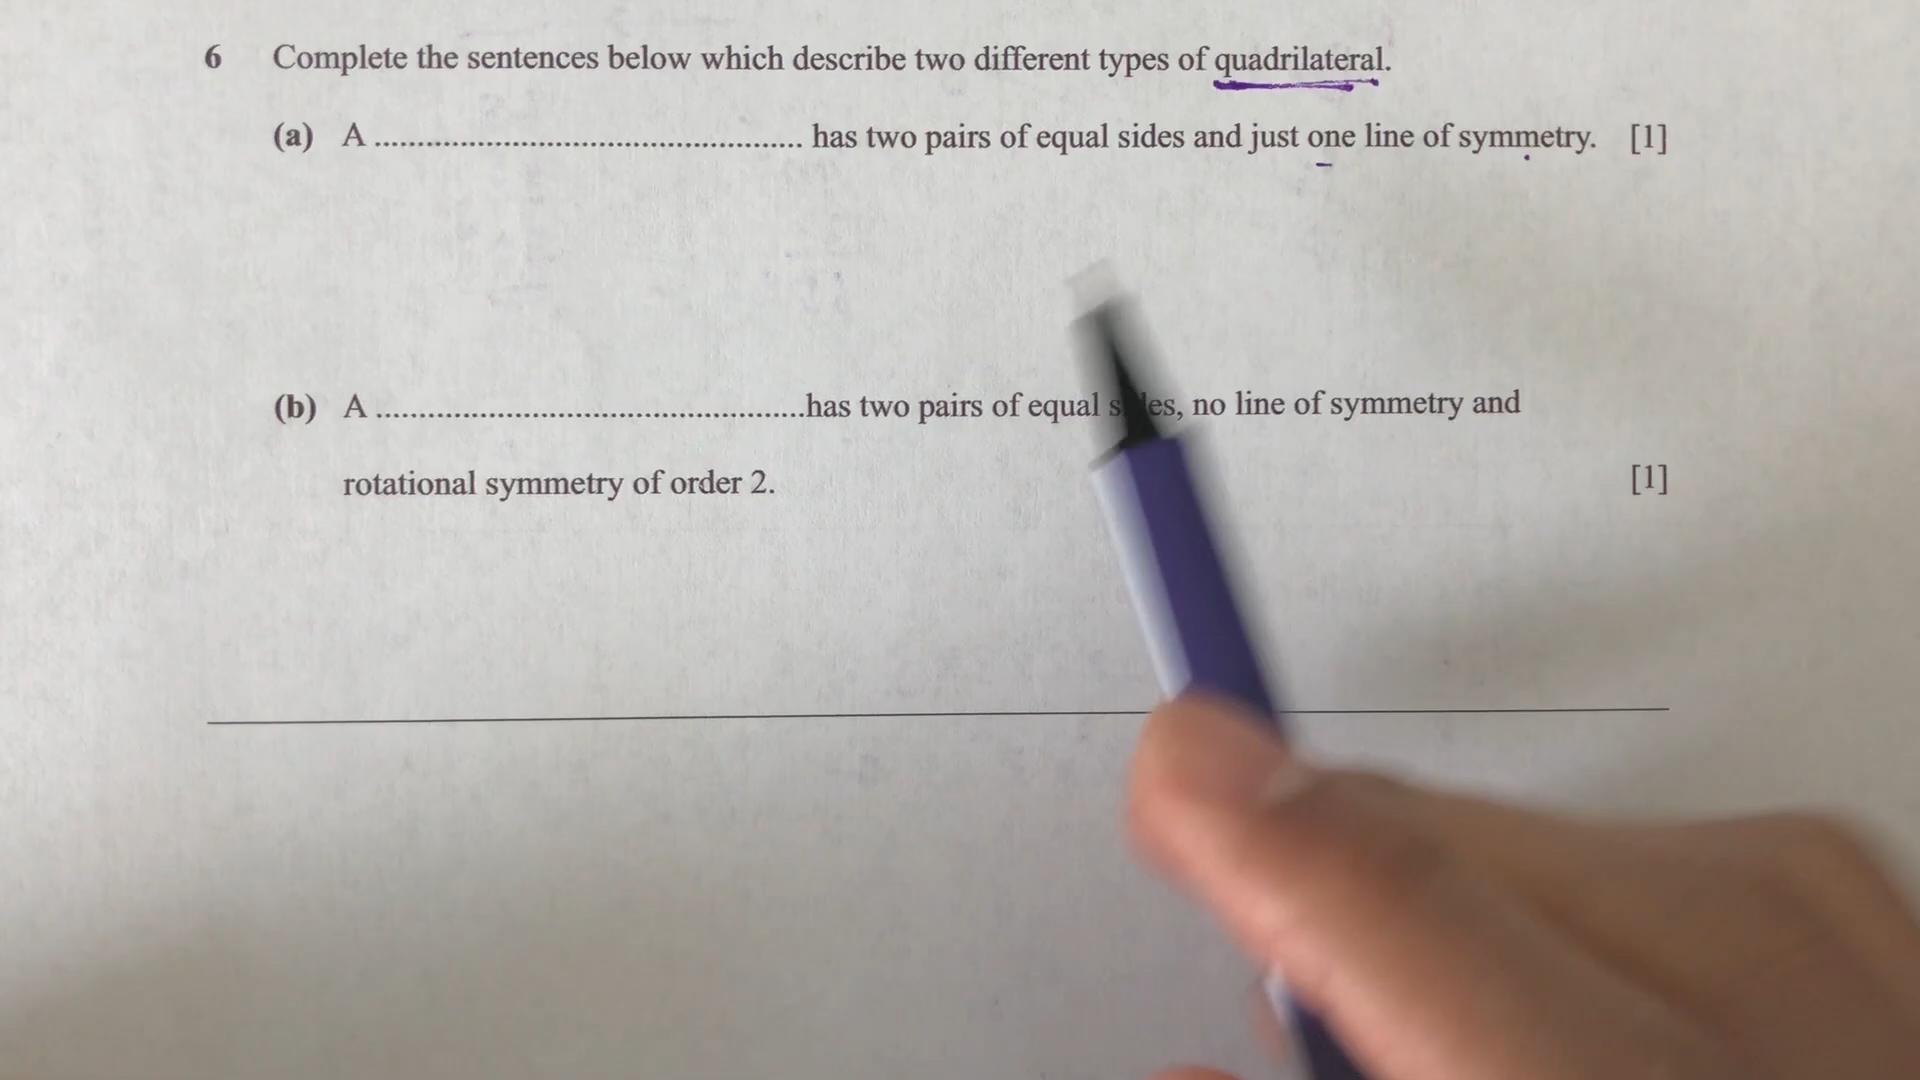 6 Complete the sentences below which describe two different types of quadrilateral.
(a) A .................................................... has two pairs of equal sides and just one line of symmetry. [1]
(b) A ....................................................has two pairs of equal sides, no line of symmetry and
rotational symmetry of order 2. [1]